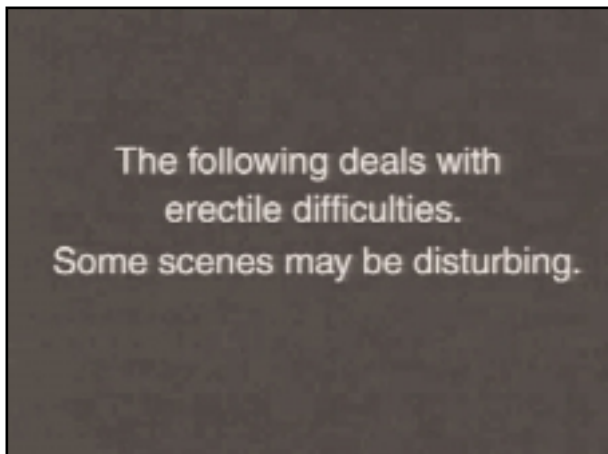 The following deals with
erectile difficulties.
Some scenes may be disturbing.